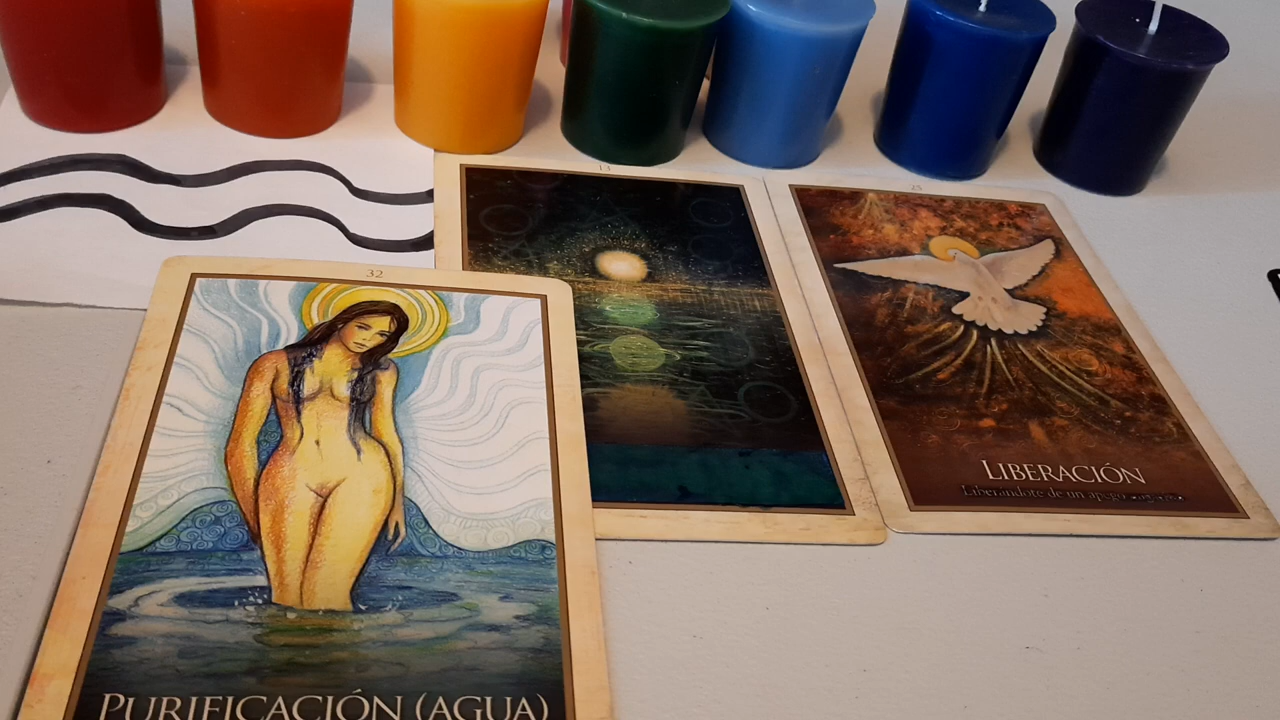 13
25
32
LIBERACIÓN
Liberándote de un apego
PURIFICACIÓN (AGUA)